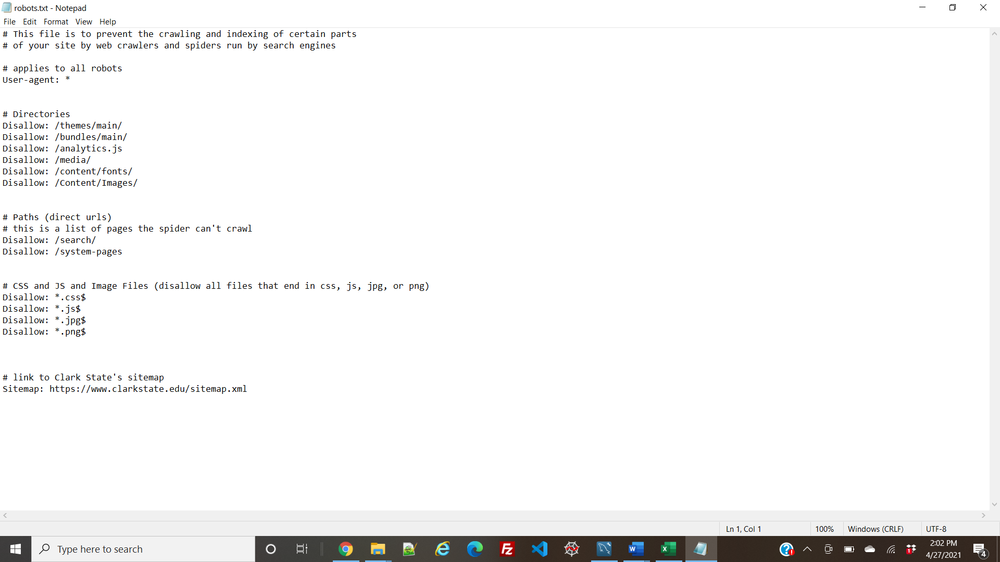 robots.txt - Notepad
File Edit Format View Help
# This file is to prevent the crawling and indexing of certain parts
# of your site by web crawlers and spiders run by search engines
# applies to all robots
User-agent: *
# Directories
Disallow: /themes/main/
Disallow: /bundles/main/
Disallow: /analytics.js
Disallow: /media/
Disallow: /content/fonts/
Disallow: /Content/Images/
# Paths (direct urls)
# this is a list of pages the spider can't crawl
Disallow: /search/
Disallow: /system-pages
# CSS and JS and Image Files (disallow all files that end in css, js, jpg, or png)
Disallow: *.css$
Disallow: *.js$
Disallow: *.jpg$
Disallow: *.png$
# link to Clark State's sitemap
Sitemap: https://www.clarkstate.edu/sitemap.xml
Ln 1, Col 1 100% Windows (CRLF) UTF-8
Type here to search
2:02 PM
4/27/2021
1
4